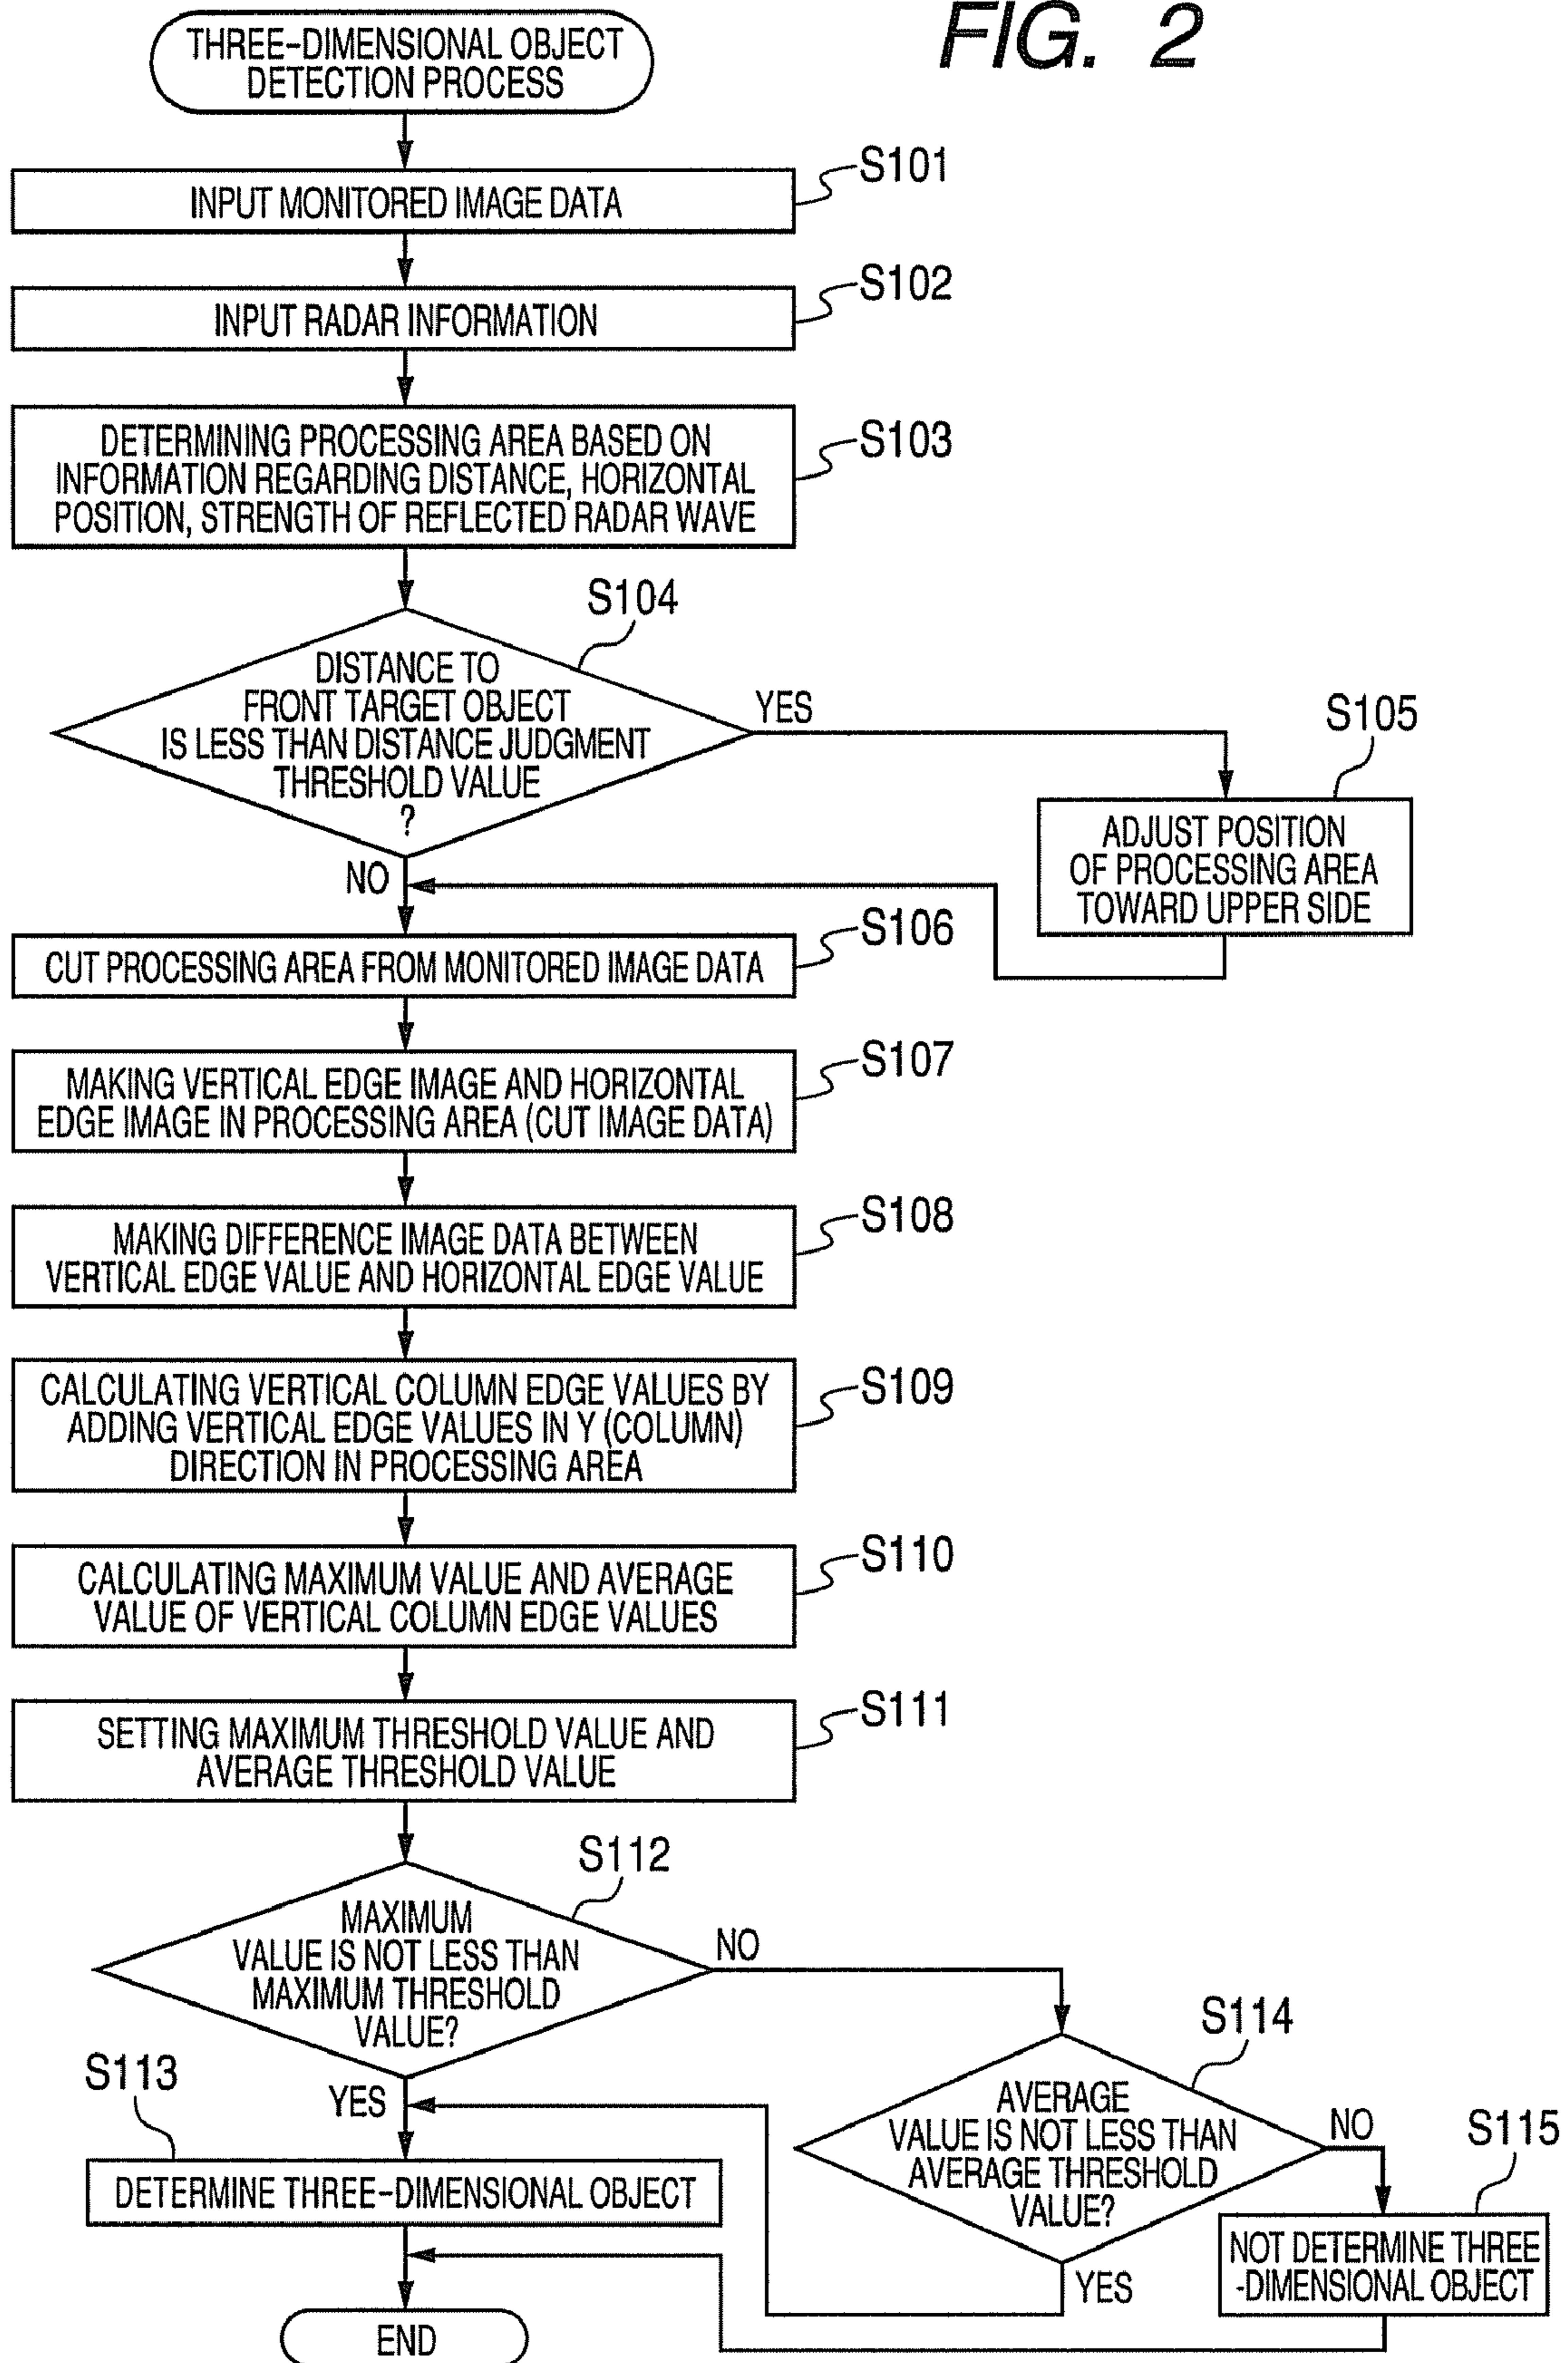 FIG. 2
THREE-DIMENSIONAL OBJECT
DETECTION PROCESS
S101
INPUT MONITORED IMAGE DATA
S102
INPUT RADAR INFORMATION
S103
DETERMINING PROCESSING AREA BASED ON
INFORMATION REGARDING DISTANCE, HORIZONTAL
POSITION, STRENGTH OF REFLECTED RADAR WAVE
S104
DISTANCE TO
FRONT TARGET OBJECT
IS LESS THAN DISTANCE JUDGMENT
THRESHOLD VALUE
?
YES
S105
ADJUST POSITION
OF PROCESSING AREA
TOWARD UPPER SIDE
NO
S106
CUT PROCESSING AREA FROM MONITORED IMAGE DATA
S107
MAKING VERTICAL EDGE IMAGE AND HORIZONTAL
EDGE IMAGE IN PROCESSING AREA (CUT IMAGE DATA)
S108
MAKING DIFFERENCE IMAGE DATA BETWEEN
VERTICAL EDGE VALUE AND HORIZONTAL EDGE VALUE
S109
CALCULATING VERTICAL COLUMN EDGE VALUES BY
ADDING VERTICAL EDGE VALUES IN Y (COLUMN)
DIRECTION IN PROCESSING AREA
S110
CALCULATING MAXIMUM VALUE AND AVERAGE
VALUE OF VERTICAL COLUMN EDGE VALUES
S111
SETTING MAXIMUM THRESHOLD VALUE AND
AVERAGE THRESHOLD VALUE
S112
MAXIMUM
VALUE IS NOT LESS THAN
MAXIMUM THRESHOLD
VALUE?
NO
S114
AVERAGE
VALUE IS NOT LESS THAN
AVERAGE THRESHOLD
VALUE?
NO
S115
NOT DETERMINE THREE
-DIMENSIONAL OBJECT
YES
YES
S113
DETERMINE THREE-DIMENSIONAL OBJECT
END